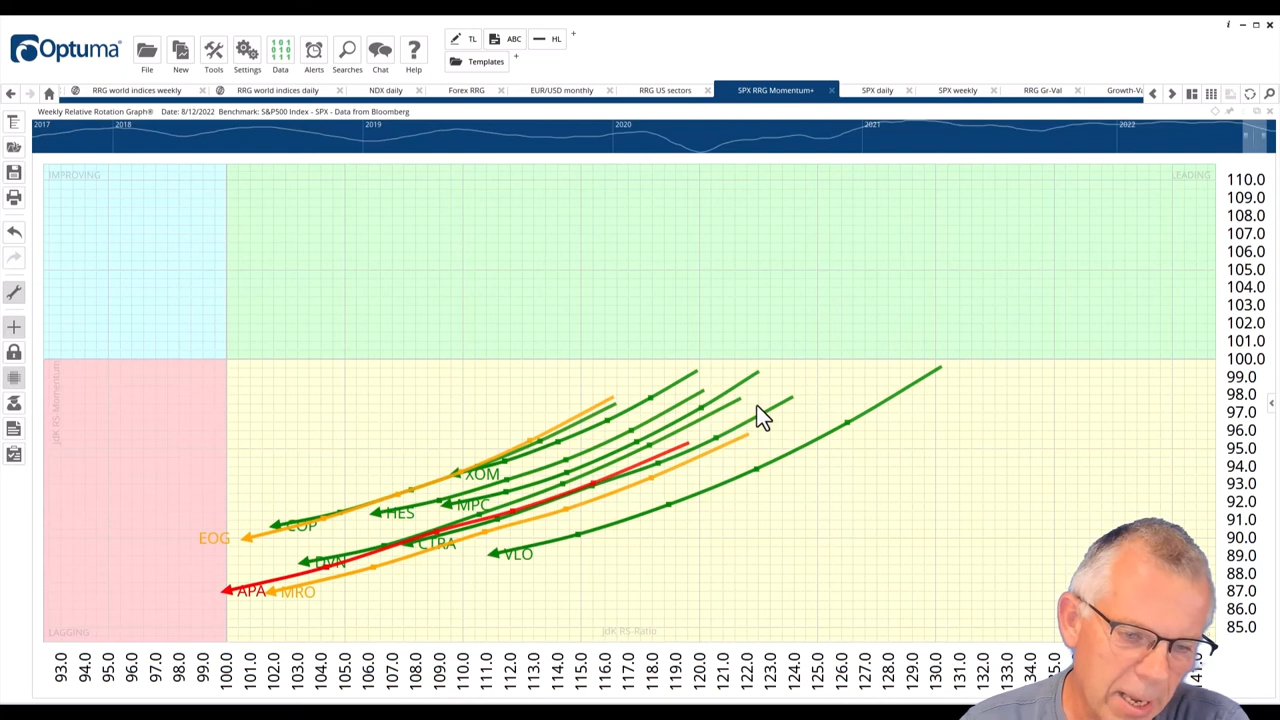 Optuma
File New Tools Settings Data Alerts Searches Chat Help
TL ABC HL +
Templates +
i
RRG world indices weekly RRG world indices daily NDX daily Forex RRG EUR/USD monthly RRG US sectors SPX RRG Momentum+ SPX daily SPX weekly RRG Gr-Val Growth-Va
Weekly Relative Rotation Graph® Date: 8/12/2022 Benchmark: S&P500 Index - SPX - Data from Bloomberg
2017 2018 2019 2020 2021 2022
IMPROVING LEADING
110.0
109.0
108.0
107.0
106.0
105.0
104.0
103.0
102.0
101.0
100.0
99.0
98.0
97.0
96.0
95.0
94.0
93.0
92.0
91.0
90.0
89.0
88.0
87.0
86.0
85.0
JdK RS-Momentum
XOM
MPC
HES
COP
EOG
CTRA
VLO
DVN
APA MRO
LAGGING JdK RS-Ratio
93.0 94.0 95.0 96.0 97.0 98.0 99.0 100.0 101.0 102.0 103.0 104.0 105.0 106.0 107.0 108.0 109.0 110.0 111.0 112.0 113.0 114.0 115.0 116.0 117.0 118.0 119.0 120.0 121.0 122.0 123.0 124.0 125.0 126.0 127.0 128.0 129.0 130.0 131.0 132.0 133.0 134.0